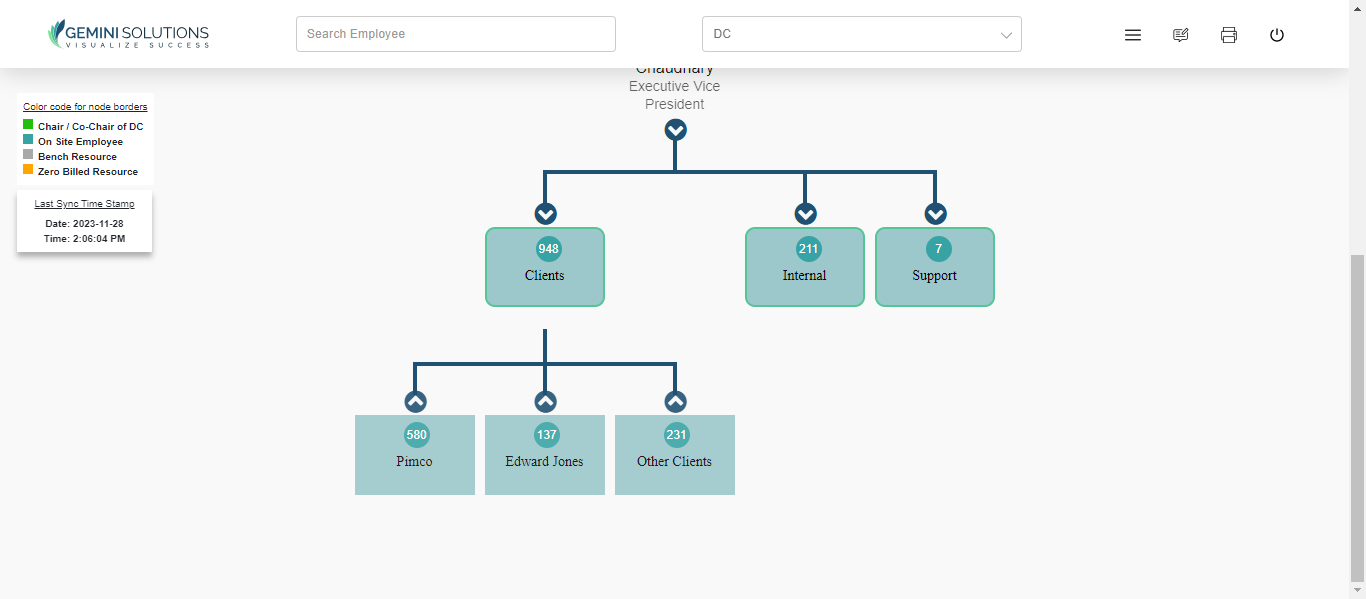 GEMINI SOLUTIONS
VISUALIZE SUCCESS
Search Employee
DC
Chaudhary
Executive Vice
President
Color code for node borders
Chair / Co-Chair of DC
On Site Employee
Bench Resource
Zero Billed Resource
Last Sync Time Stamp
Date: 2023-11-28
Time: 2:06:04 PM
948
Clients
211
Internal
7
Support
580
Pimco
137
Edward Jones
231
Other Clients